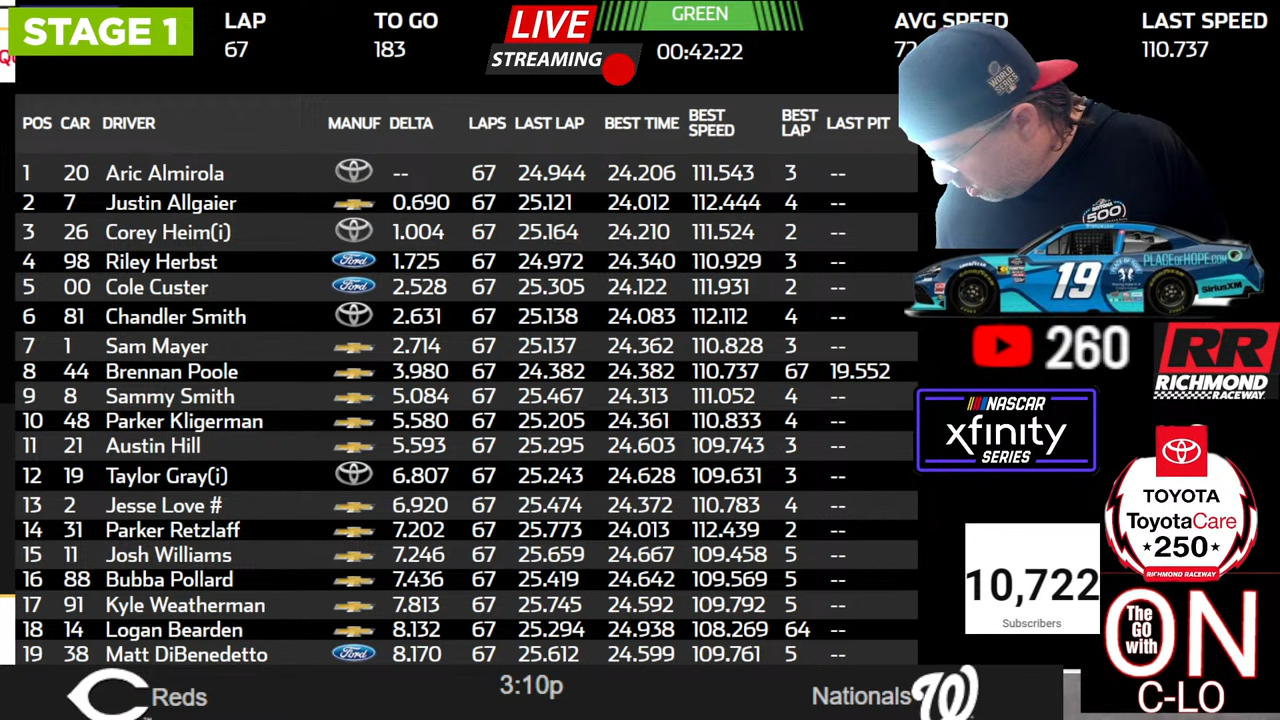 STAGE 1
LAP
67
TO GO
183
LIVE
STREAMING
GREEN
00:42:22
AVG SPEED
72
LAST SPEED
110.737
POS CAR DRIVER MANUF DELTA LAPS LAST LAP BEST TIME BEST SPEED BEST LAP LAST PIT
1 20 Aric Almirola -- 67 24.944 24.206 111.543 3 --
2 7 Justin Allgaier 0.690 67 25.121 24.012 112.444 4 --
3 26 Corey Heim(i) 1.004 67 25.164 24.210 111.524 2 --
4 98 Riley Herbst Ford 1.725 67 24.972 24.340 110.929 3 --
5 00 Cole Custer Ford 2.528 67 25.305 24.122 111.931 2 --
6 81 Chandler Smith 2.631 67 25.138 24.083 112.112 4 --
7 1 Sam Mayer 2.714 67 25.137 24.362 110.828 3 --
8 44 Brennan Poole 3.980 67 24.382 24.382 110.737 67 19.552
9 8 Sammy Smith 5.084 67 25.467 24.313 111.052 4 --
10 48 Parker Kligerman 5.580 67 25.205 24.361 110.833 4 --
11 21 Austin Hill 5.593 67 25.295 24.603 109.743 3 --
12 19 Taylor Gray(i) 6.807 67 25.243 24.628 109.631 3 --
13 2 Jesse Love # 6.920 67 25.474 24.372 110.783 4 --
14 31 Parker Retzlaff 7.202 67 25.773 24.013 112.439 2 --
15 11 Josh Williams 7.246 67 25.659 24.667 109.458 5 --
16 88 Bubba Pollard 7.436 67 25.419 24.642 109.569 5 --
17 91 Kyle Weatherman 7.813 67 25.745 24.592 109.792 5 --
18 14 Logan Bearden 8.132 67 25.294 24.938 108.269 64 --
19 38 Matt DiBenedetto Ford 8.170 67 25.612 24.599 109.761 5 --
WORLD
SERIES
DAYTONA
500
19
PLACEOFHOPE.COM
SiriusXM
260
RR
RICHMOND
RACEWAY.
NASCAR
xfinity
SERIES
TOYOTA
ToyotaCare
250
RICHMOND RACEWAY
10,722
Subscribers
The
GO
with
ON
C-LO
C
Reds
3:10p
Nationals
W